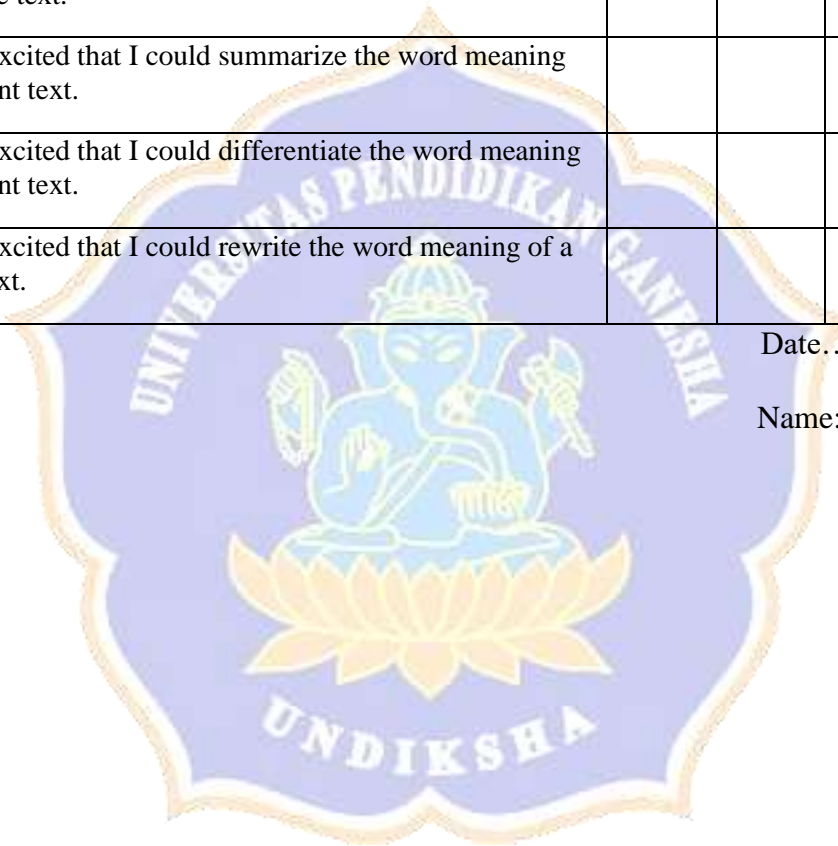 text.
xcited that I could summarize the word meaning
nt text.
xcited that I could differentiate the word meaning
nt text.
xcited that I could rewrite the word meaning of a
xt.
Date..
Name:
UNIVERSITAS PENDIDIKAN GANESHA
UNDIKSHA